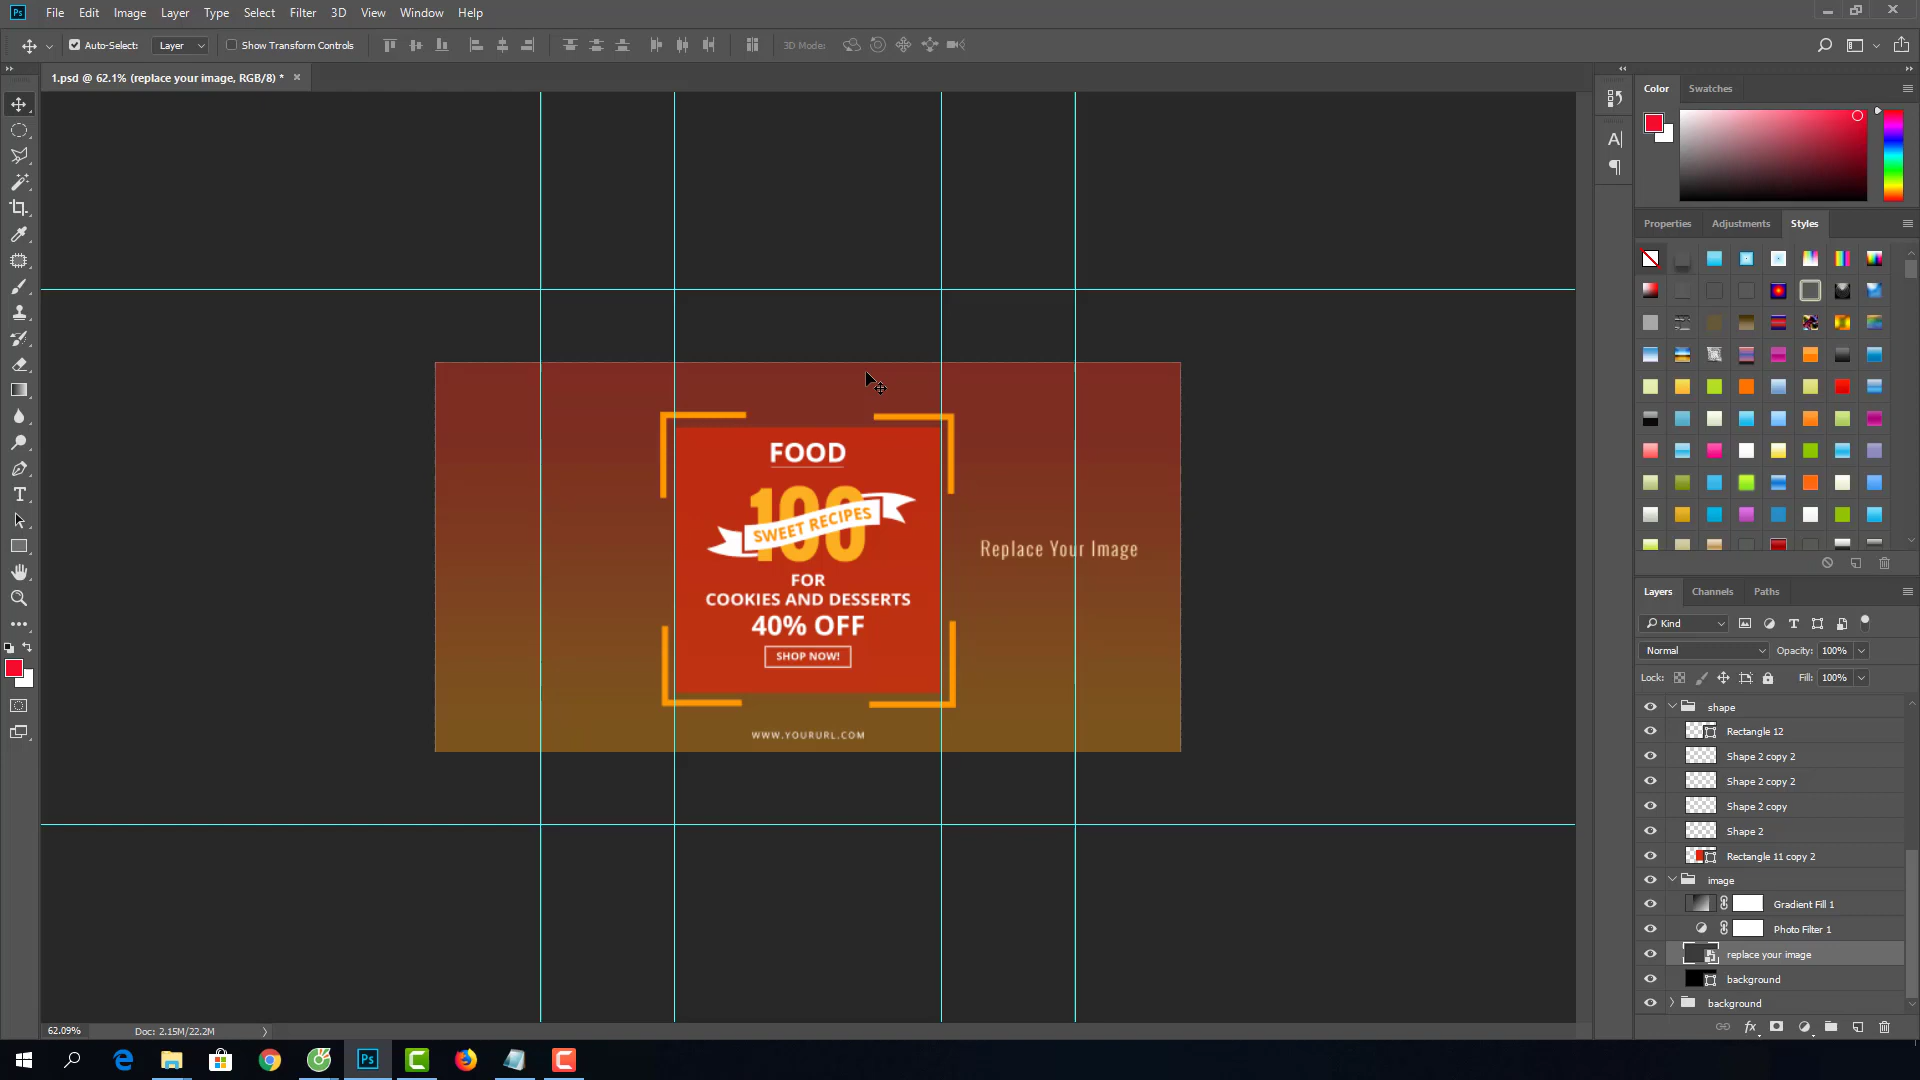 Ps File Edit Image Layer Type Select Filter 3D View Window Help
Auto-Select: Layer Show Transform Controls 3D Mode:
1.psd @ 62.1% (replace your image, RGB/8) *
Color Swatches
Properties Adjustments Styles
FOOD
100
SWEET RECIPES
FOR
COOKIES AND DESSERTS
40% OFF
SHOP NOW!
WWW.YOURURL.COM
Replace Your Image
Layers Channels Paths
Kind
Normal Opacity: 100%
Lock: Fill: 100%
shape
Rectangle 12
Shape 2 copy 2
Shape 2 copy 2
Shape 2 copy
Shape 2
Rectangle 11 copy 2
image
Gradient Fill 1
Photo Filter 1
replace your image
background
background
62.09% Doc: 2.15M/22.2M
Ps